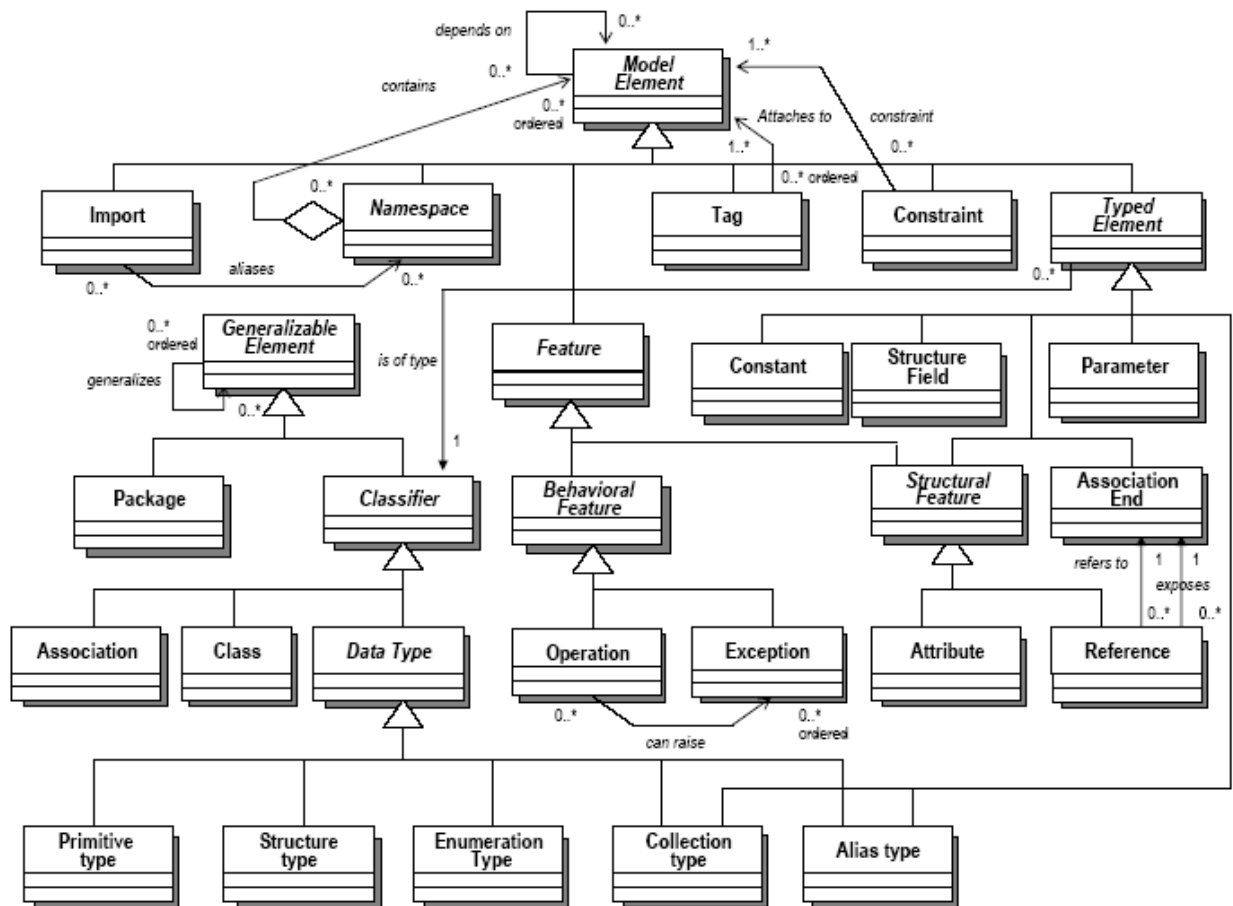 depends on
0..*
0..*
Model
Element
1..*
contains
0..*
ordered
Attaches to
constraint
1..*
0..*
0..*
0..* ordered
Import
Namespace
Tag
Constraint
Typed
Element
aliases
0..*
0..*
0..*
0..*
ordered
Generalizable
Element
generalizes
0..*
is of type
1
Feature
Constant
Structure
Field
Parameter
Package
Classifier
Behavioral
Feature
Structural
Feature
Association
End
refers to
1
1
exposes
0..*
0..*
Association
Class
Data Type
Operation
Exception
Attribute
Reference
0..*
can raise
0..*
ordered
Primitive
type
Structure
type
Enumeration
Type
Collection
type
Alias type